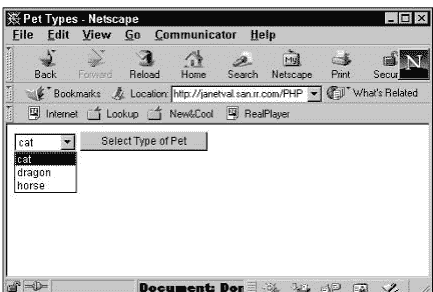 Pet Types - Netscape
File Edit View Go Communicator Help
Back Forward Reload Home Search Netscape Print Secur
Bookmarks Location: http://janetval.san.rr.com/PHP What's Related
Internet Lookup New&Cool RealPlayer
cat Select Type of Pet
cat
dragon
horse
Document: Don